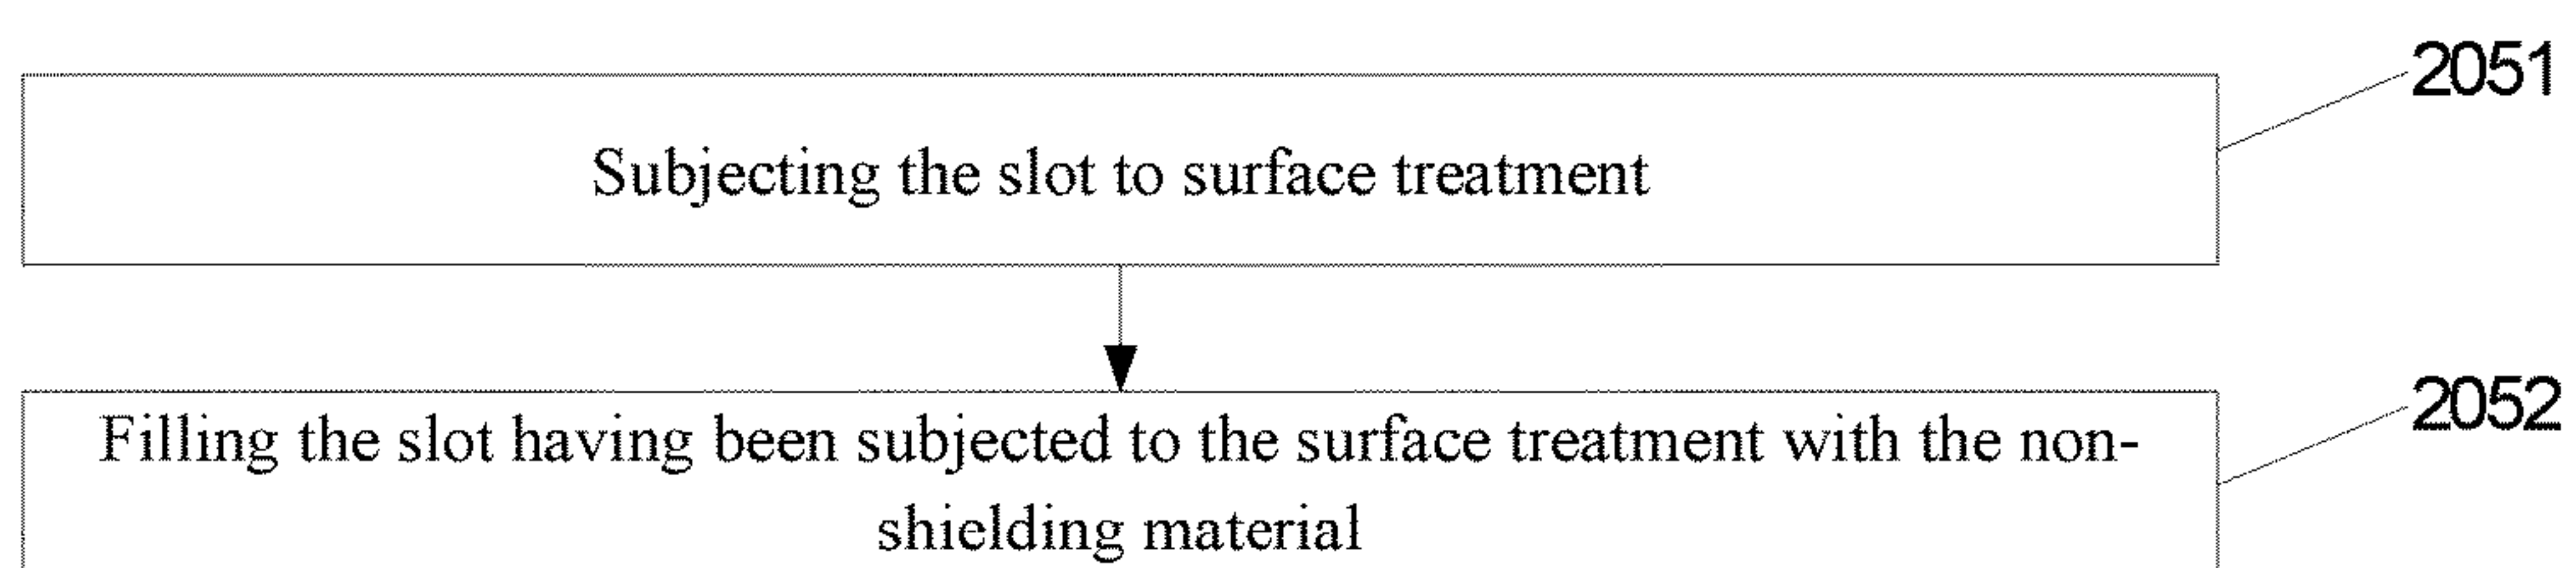 2051
Subjecting the slot to surface treatment
2052
Filling the slot having been subjected to the surface treatment with the non-
shielding material